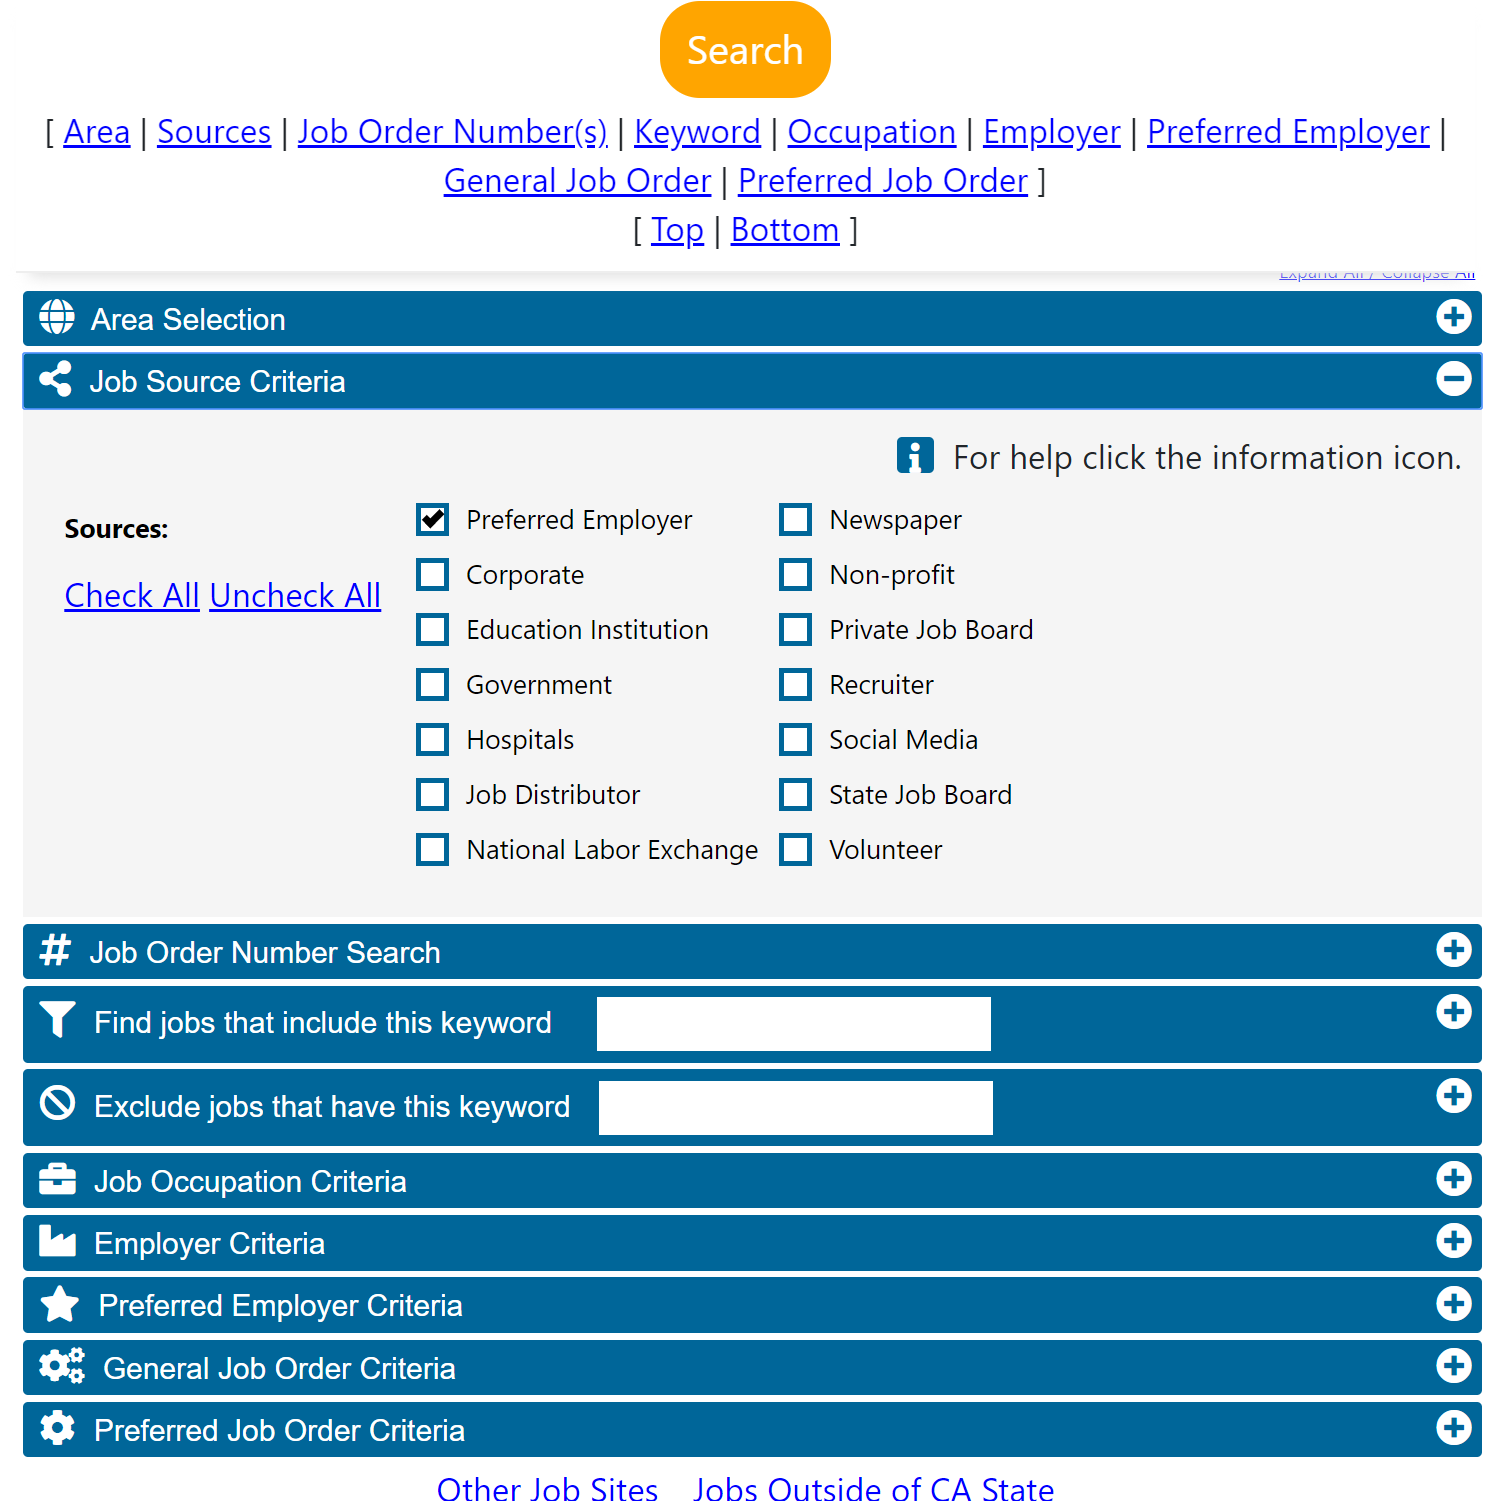 Search
[ Area | Sources | Job Order Number(s) | Keyword | Occupation | Employer | Preferred Employer |
General Job Order | Preferred Job Order ]
[ Top | Bottom ]
Expand All / Collapse All
Area Selection
Job Source Criteria
For help click the information icon.
Sources:
Check All Uncheck All
Preferred Employer
Newspaper
Corporate
Non-profit
Education Institution
Private Job Board
Government
Recruiter
Hospitals
Social Media
Job Distributor
State Job Board
National Labor Exchange
Volunteer
# Job Order Number Search
Find jobs that include this keyword
Exclude jobs that have this keyword
Job Occupation Criteria
Employer Criteria
Preferred Employer Criteria
General Job Order Criteria
Preferred Job Order Criteria
Other Job Sites Jobs Outside of CA State